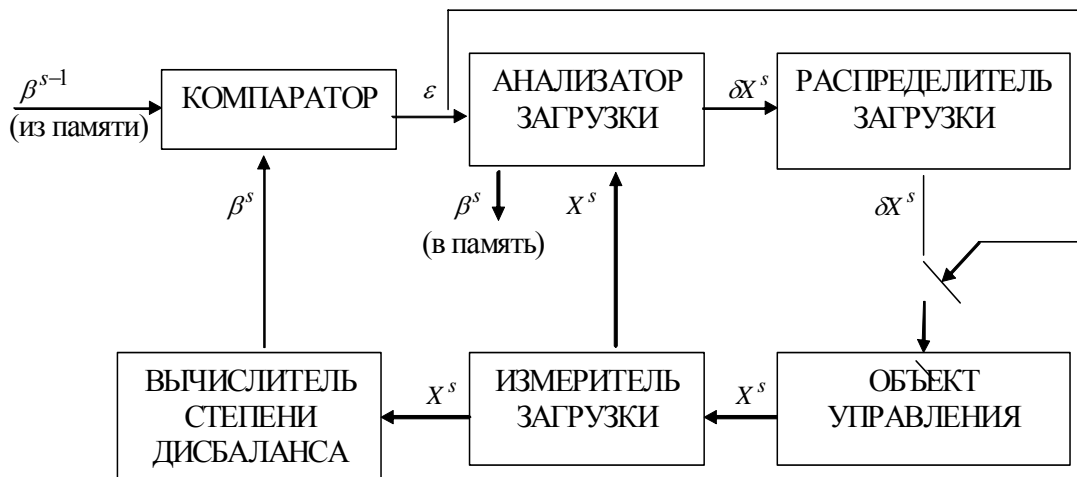 β^{s-1}
(из памяти)
КОМПАРАТОР
ε
АНАЛИЗАТОР
ЗАГРУЗКИ
δX^s
РАСПРЕДЕЛИТЕЛЬ
ЗАГРУЗКИ
β^s
β^s
(в память)
X^s
δX^s
ВЫЧИСЛИТЕЛЬ
СТЕПЕНИ
ДИСБАЛАНСА
X^s
ИЗМЕРИТЕЛЬ
ЗАГРУЗКИ
X^s
ОБЪЕКТ
УПРАВЛЕНИЯ